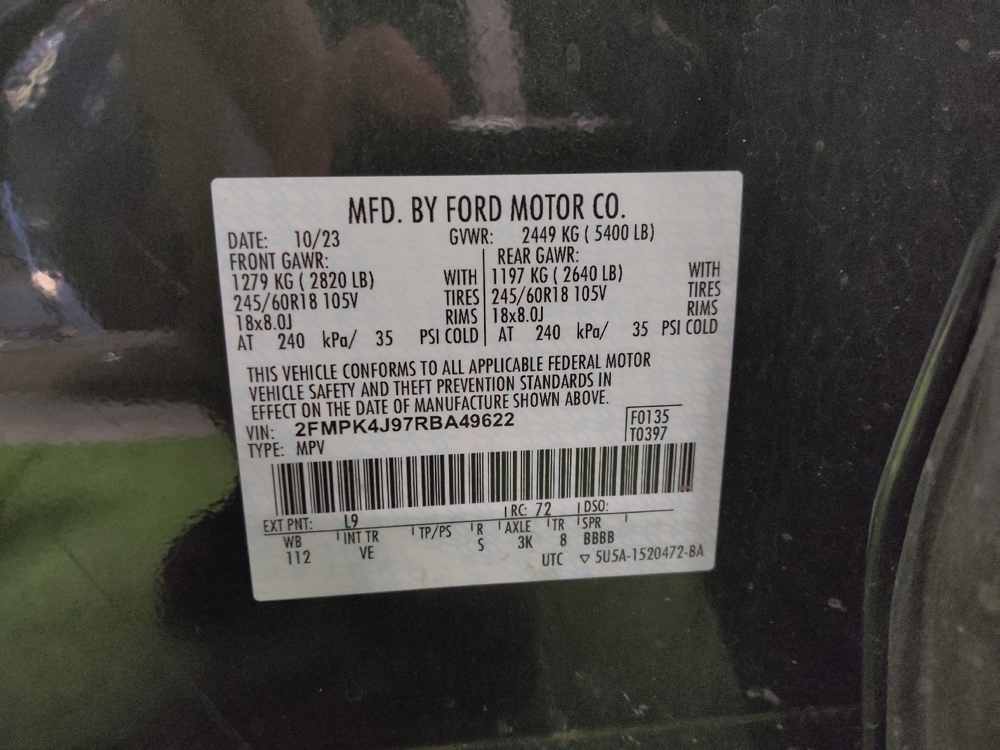 MFD. BY FORD MOTOR CO.
DATE: 10/23 GVWR: 2449 KG ( 5400 LB)
FRONT GAWR: REAR GAWR:
1279 KG ( 2820 LB) WITH 1197 KG ( 2640 LB) WITH
245/60R18 105V TIRES 245/60R18 105V TIRES
18x8.0J RIMS 18x8.0J RIMS
AT 240 kPa/ 35 PSI COLD AT 240 kPa/ 35 PSI COLD
THIS VEHICLE CONFORMS TO ALL APPLICABLE FEDERAL MOTOR
VEHICLE SAFETY AND THEFT PREVENTION STANDARDS IN
EFFECT ON THE DATE OF MANUFACTURE SHOWN ABOVE.
VIN: 2FMPK4J97RBA49622 F0135
TYPE: MPV T0397
EXT PNT: L9 RC: 72 DSO:
WB INT TR TP/PS R AXLE TR SPR
112 VE S 3K 8 BBBB
UTC ▽ 5U5A-1520472-BA